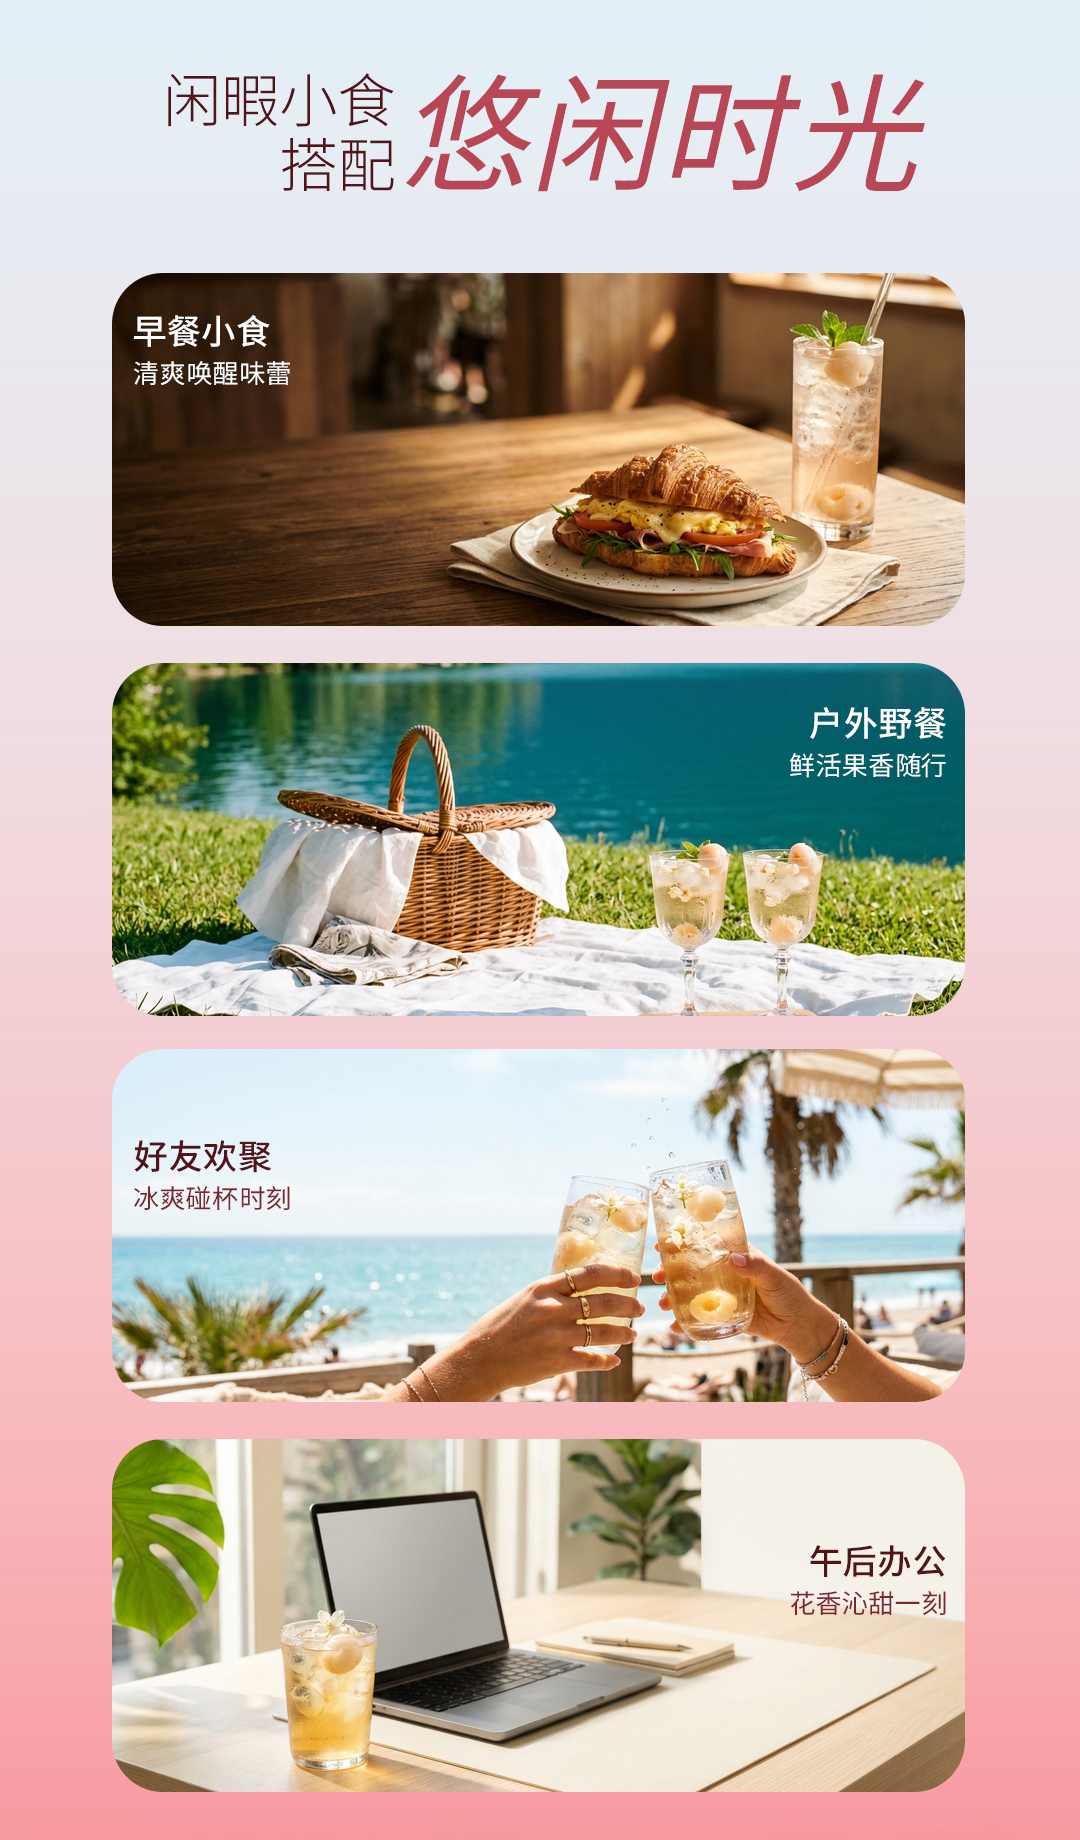 闲暇小食
搭配
悠闲时光
早餐小食
清爽唤醒味蕾
户外野餐
鲜活果香随行
好友欢聚
冰爽碰杯时刻
午后办公
花香沁甜一刻